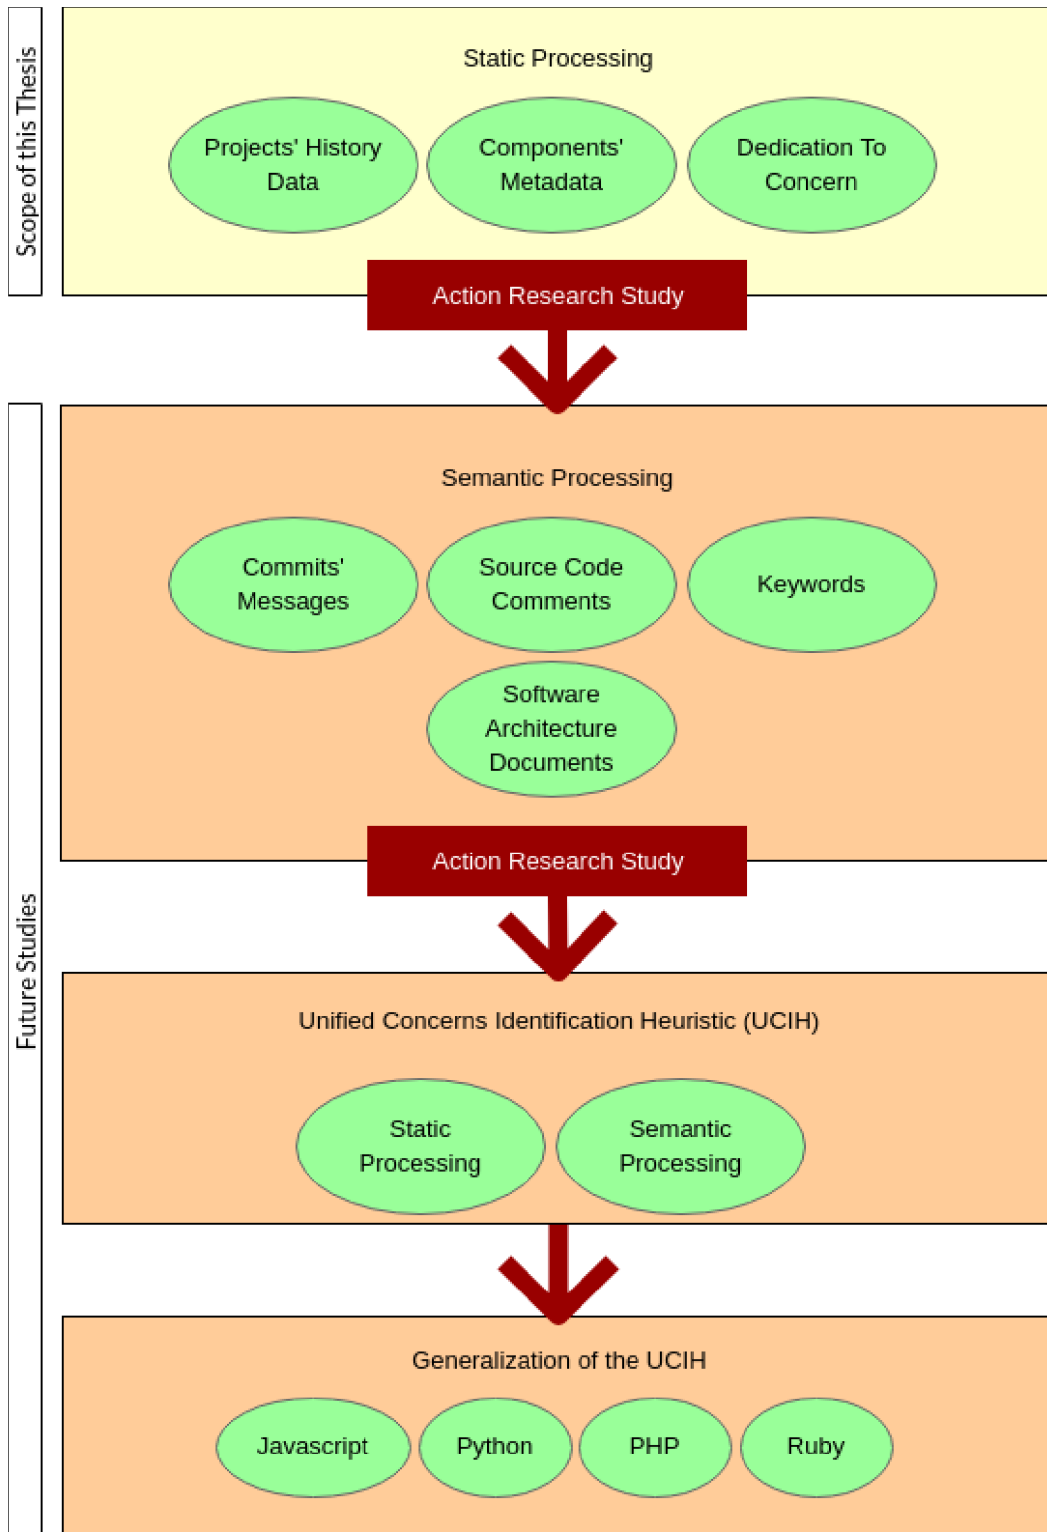 Scope of this Thesis
Static Processing
Projects' History
Data
Components'
Metadata
Dedication To
Concern
Action Research Study
Future Studies
Semantic Processing
Commits'
Messages
Source Code
Comments
Keywords
Software
Architecture
Documents
Action Research Study
Unified Concerns Identification Heuristic (UCIH)
Static
Processing
Semantic
Processing
Generalization of the UCIH
Javascript
Python
PHP
Ruby